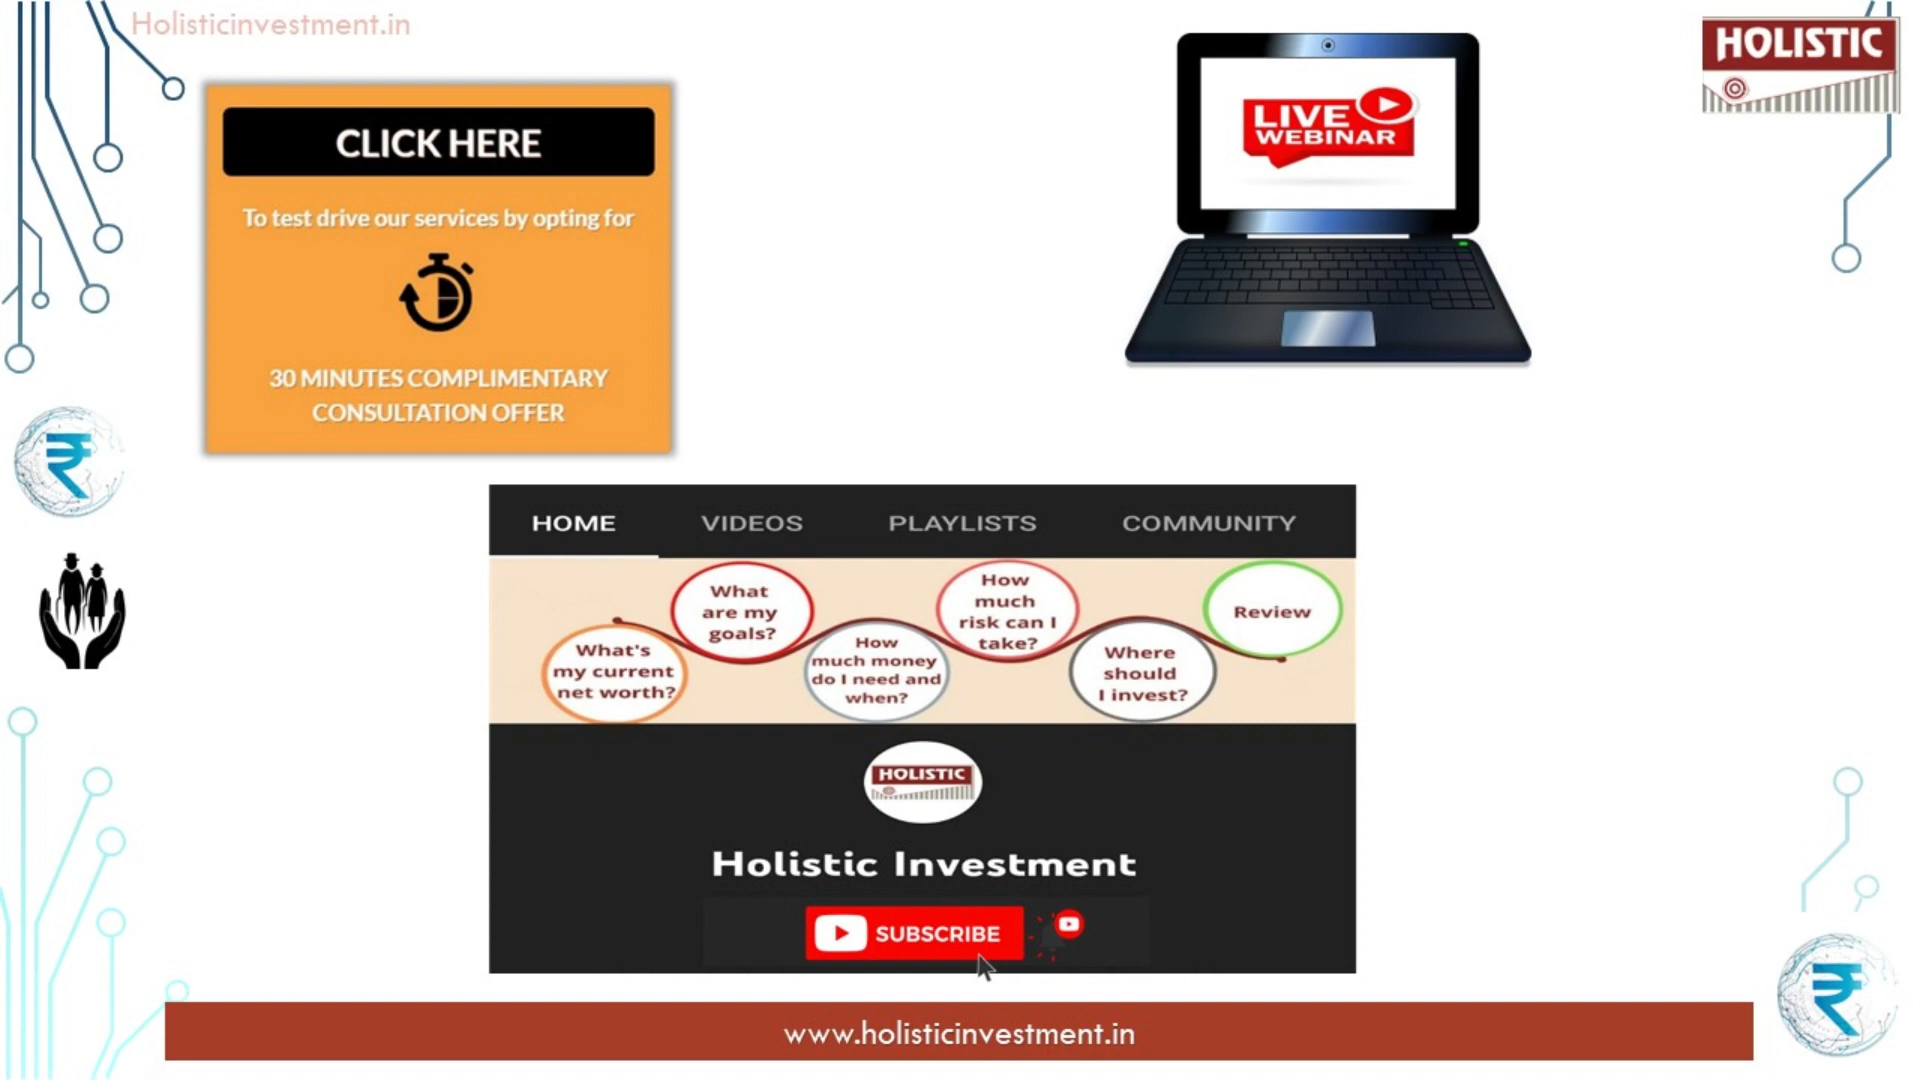 Holisticinvestment.in
HOLISTIC
CLICK HERE
To test drive our services by opting for
30 MINUTES COMPLIMENTARY
CONSULTATION OFFER
LIVE
WEBINAR
HOME VIDEOS PLAYLISTS COMMUNITY
What's
my current
net worth?
What
are my
goals?
How
much money
do I need and
when?
How
much
risk can I
take?
Where
should
I invest?
Review
HOLISTIC
Holistic Investment
SUBSCRIBE
www.holisticinvestment.in